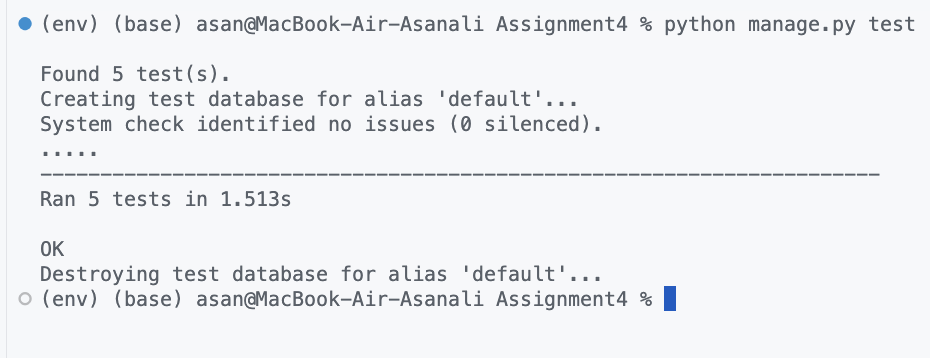 (env) (base) asan@MacBook-Air-Asanali Assignment4 % python manage.py test
Found 5 test(s).
Creating test database for alias 'default'...
System check identified no issues (0 silenced).
.....
----------------------------------------------------------------------
Ran 5 tests in 1.513s
OK
Destroying test database for alias 'default'...
(env) (base) asan@MacBook-Air-Asanali Assignment4 %